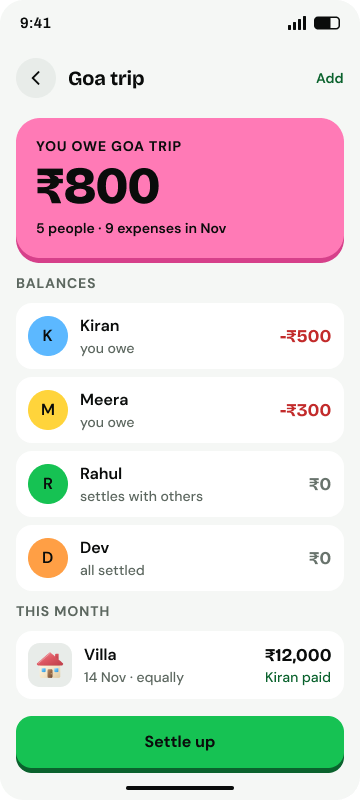 9:41
Goa trip
Add
YOU OWE GOA TRIP
₹800
5 people · 9 expenses in Nov
BALANCES
K
Kiran
you owe
-₹500
M
Meera
you owe
-₹300
R
Rahul
settles with others
₹0
D
Dev
all settled
₹0
THIS MONTH
Villa
14 Nov · equally
₹12,000
Kiran paid
Settle up